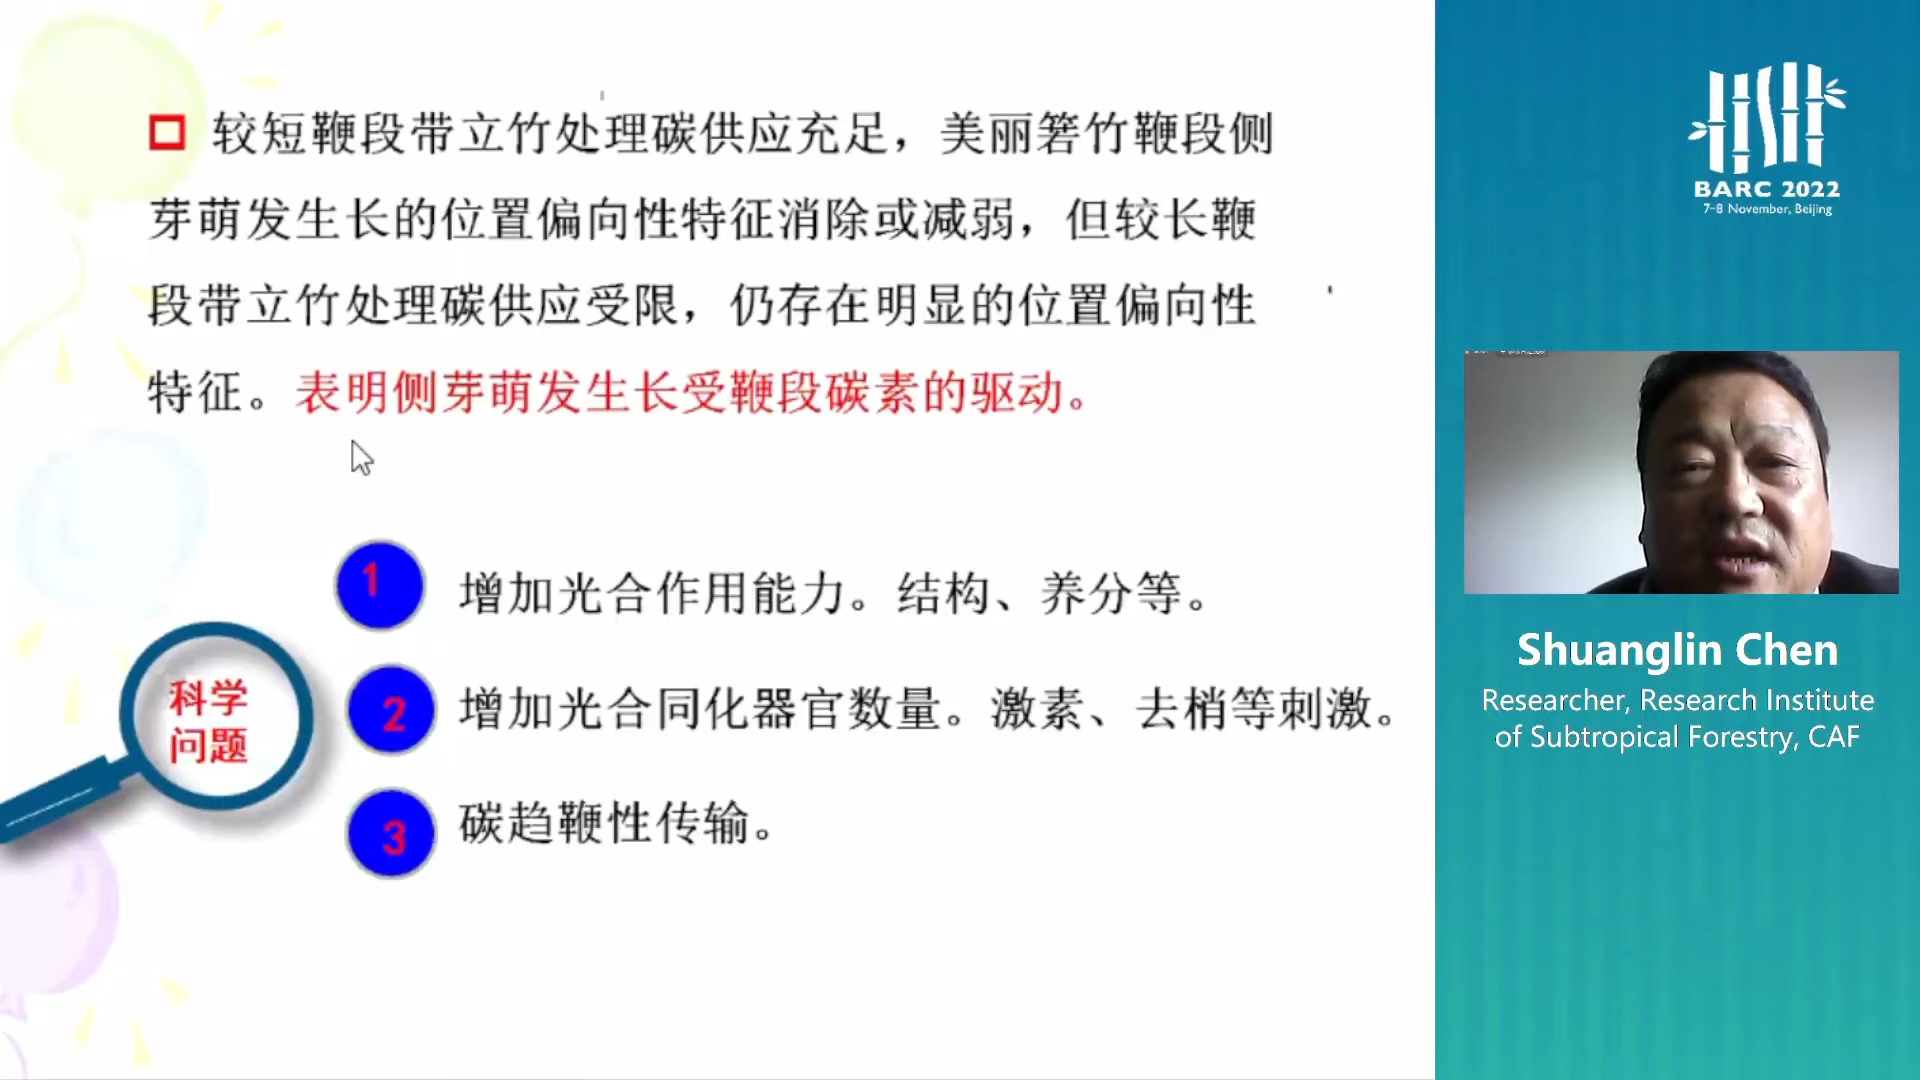 较短鞭段带立竹处理碳供应充足，美丽箬竹鞭段侧
芽萌发生长的位置偏向性特征消除或减弱，但较长鞭
段带立竹处理碳供应受限，仍存在明显的位置偏向性
特征。表明侧芽萌发生长受鞭段碳素的驱动。
科学
问题
1 增加光合作用能力。结构、养分等。
2 增加光合同化器官数量。激素、去梢等刺激。
3 碳趋鞭性传输。
BARC 2022
7-8 November, Beijing
Shuanglin Chen
Researcher, Research Institute
of Subtropical Forestry, CAF